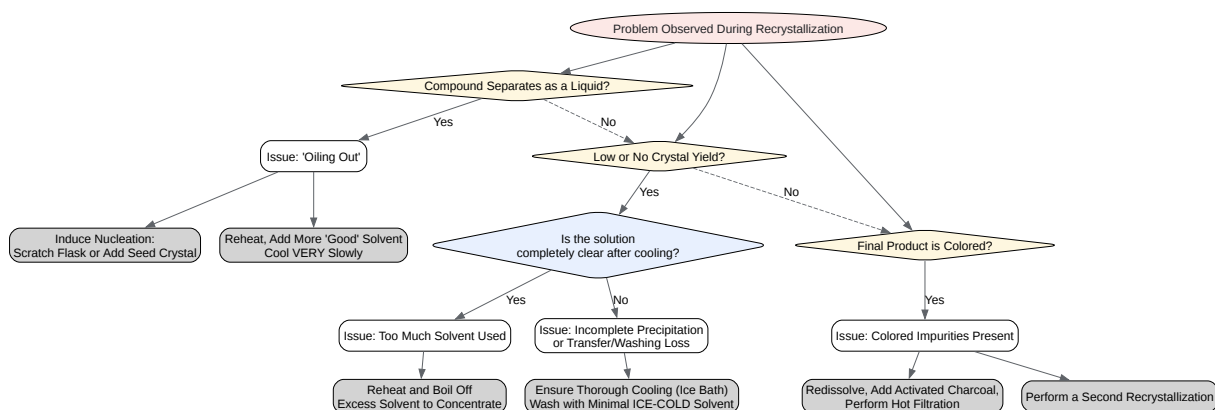 Problem Observed During Recrystallization
Compound Separates as a Liquid?
Yes
No
Issue: 'Oiling Out'
Low or No Crystal Yield?
Yes
No
Induce Nucleation:
Scratch Flask or Add Seed Crystal
Reheat, Add More 'Good' Solvent
Cool VERY Slowly
Is the solution
completely clear after cooling?
Final Product is Colored?
Yes
No
Yes
Issue: Too Much Solvent Used
Issue: Incomplete Precipitation
or Transfer/Washing Loss
Issue: Colored Impurities Present
Reheat and Boil Off
Excess Solvent to Concentrate
Ensure Thorough Cooling (Ice Bath)
Wash with Minimal ICE-COLD Solvent
Redissolve, Add Activated Charcoal,
Perform Hot Filtration
Perform a Second Recrystallization